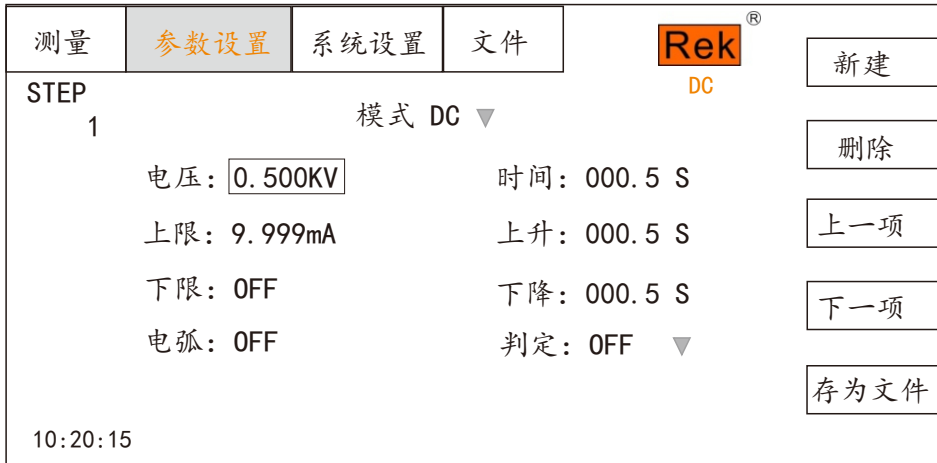 测量 参数设置 系统设置 文件 Rek ® 新建
STEP DC
1 模式 DC ▼
删除
电压: 0.500KV 时间: 000.5 S
上限: 9.999mA 上升: 000.5 S 上一项
下限: OFF 下降: 000.5 S 下一项
电弧: OFF 判定: OFF ▼
存为文件
10:20:15